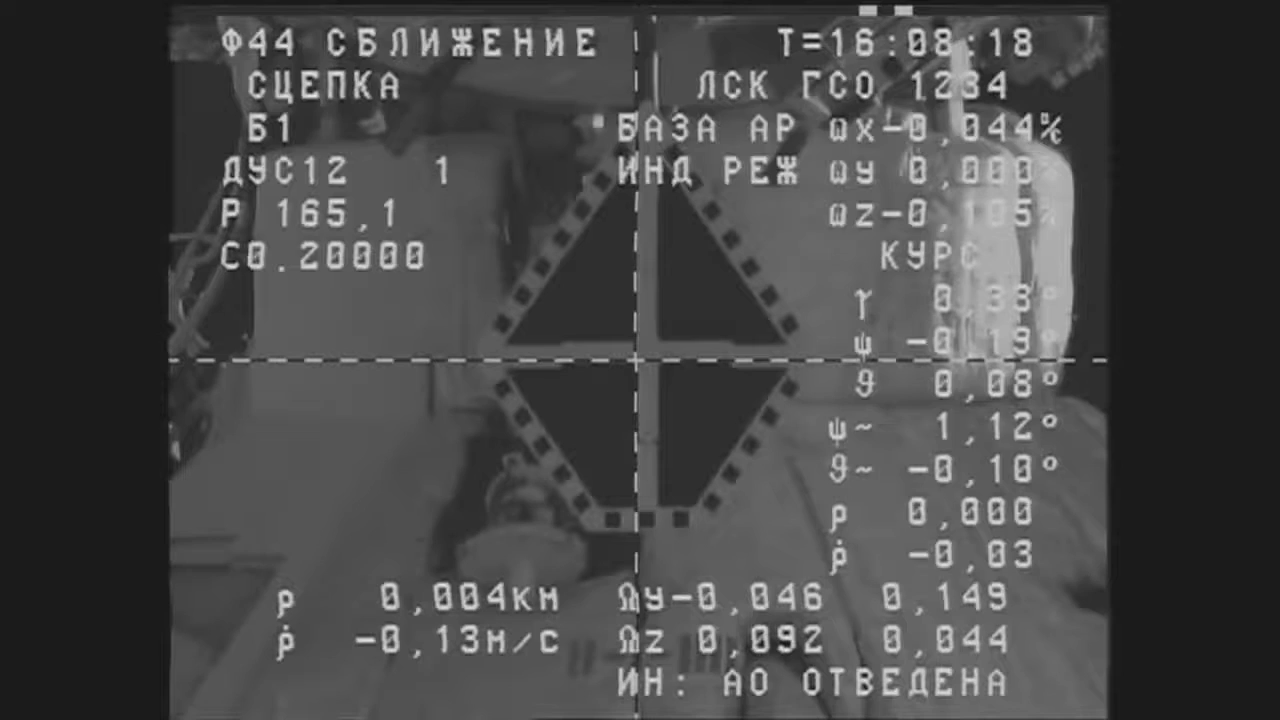 Ф44 СБЛИЖЕНИЕ Т=16:08:18
СЦЕПКА ЛСК ГСО 1234
Б1 БАЗА АР ωx-0,044%
ДУС12 1 ИНД РЕЖ ωy 0,000%
Р 165,1 ωz-0,105%
С0.20000 КУРС
γ 0,33°
ψ -0,19°
ϑ 0,08°
ψ~ 1,12°
ϑ~ -0,10°
ρ 0,000
ρ̇ -0,03
ρ 0,004км Ωy-0,046 0,149
ρ̇ -0,13м/с Ωz 0,092 0,044
ИН: АО ОТВЕДЕНА